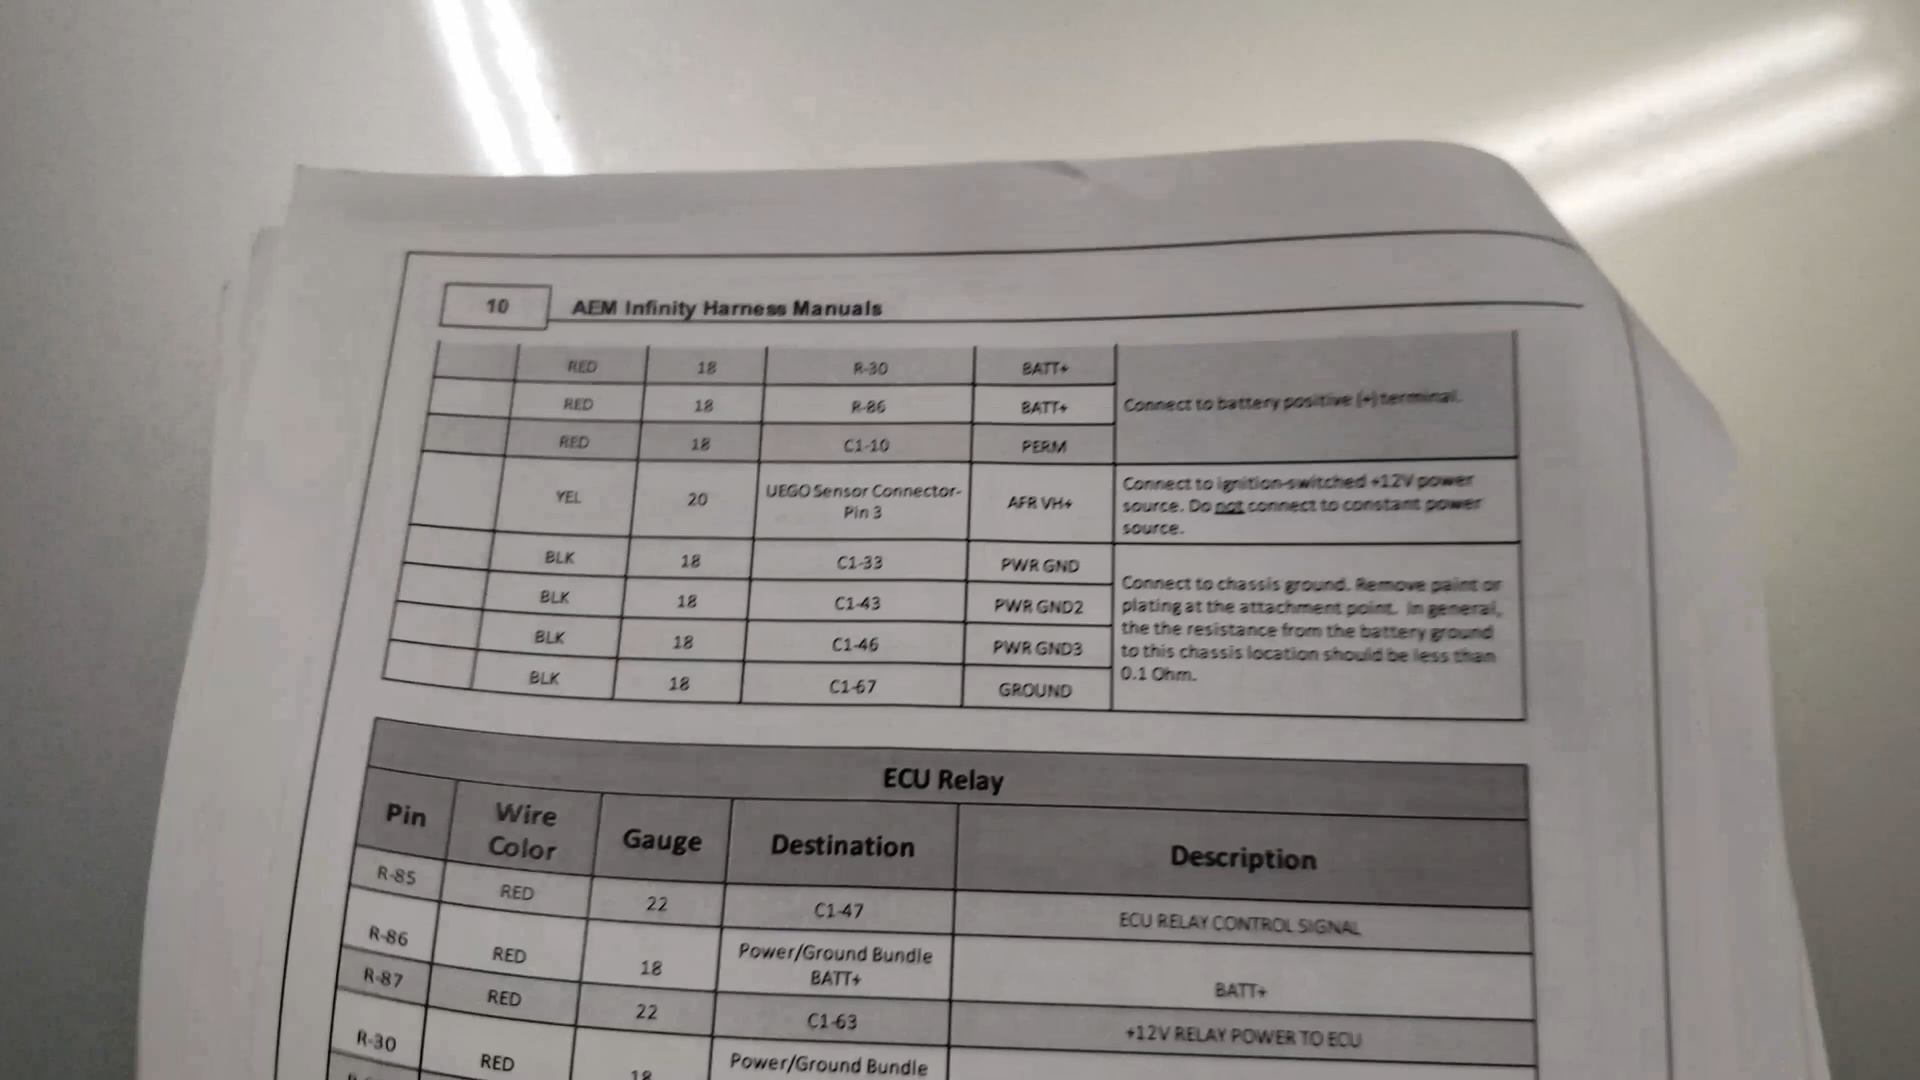 10 AEM Infinity Harness Manuals
RED 18 R-30 BATT+
Connect to battery positive (+) terminal.
RED 18 R-86 BATT+
RED 18 C1-10 PERM
YEL 20 UEGO Sensor Connector-
Pin 3 AFR VH+
Connect to ignition-switched +12V power
source. Do not connect to constant power
source.
BLK 18 C1-33 PWR GND
BLK 18 C1-43 PWR GND2
BLK 18 C1-46 PWR GND3
BLK 18 C1-67 GROUND
Connect to chassis ground. Remove paint or
plating at the attachment point. In general,
the the resistance from the battery ground
to this chassis location should be less than
0.1 Ohm.
ECU Relay
Pin Wire
Color Gauge Destination Description
R-85 RED 22 C1-47 ECU RELAY CONTROL SIGNAL
R-86 RED 18 Power/Ground Bundle
BATT+ BATT+
R-87 RED 22 C1-63 +12V RELAY POWER TO ECU
R-30 RED 18 Power/Ground Bundle